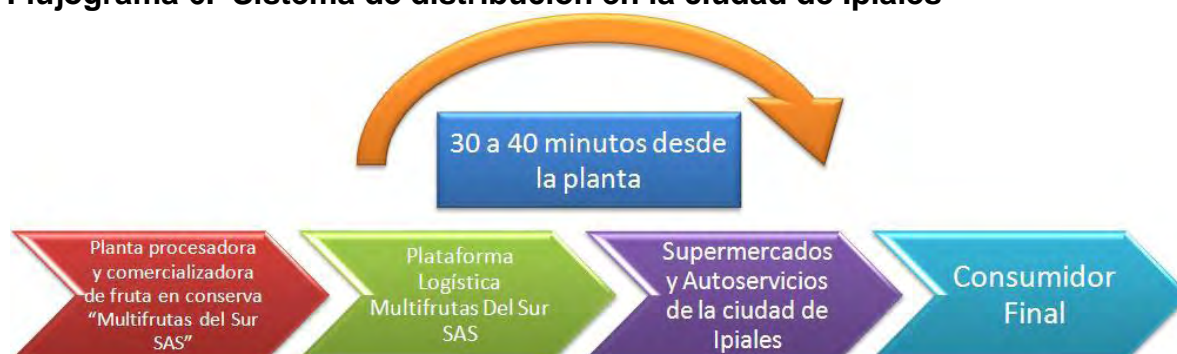 Flujograma Sistema de distribución en la ciudad de Ipiales
30 a 40 minutos desde
la planta
Planta procesadora
y comercializadora
de fruta en conserva
“Multifrutas del Sur
SAS”
Plataforma
Logística
Multifrutas Del Sur
SAS
Supermercados
y Autoservicios
de la ciudad de
Ipiales
Consumidor
Final